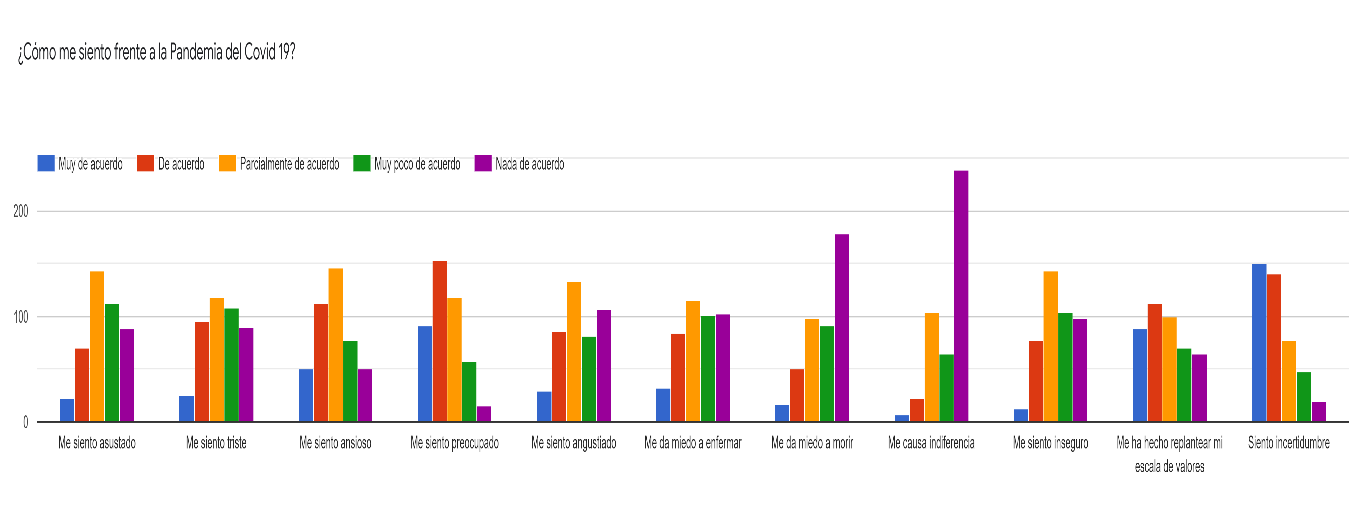 ¿Cómo me siento frente a la Pandemia del Covid 19?
Muy de acuerdo De acuerdo Parcialmente de acuerdo Muy poco de acuerdo Nada de acuerdo
200
100
0
Me siento asustado Me siento triste Me siento ansioso Me siento preocupado Me siento angustiado Me da miedo a enfermar Me da miedo a morir Me causa indiferencia Me siento inseguro Me ha hecho replantear mi Siento incertidumbre
escala de valores